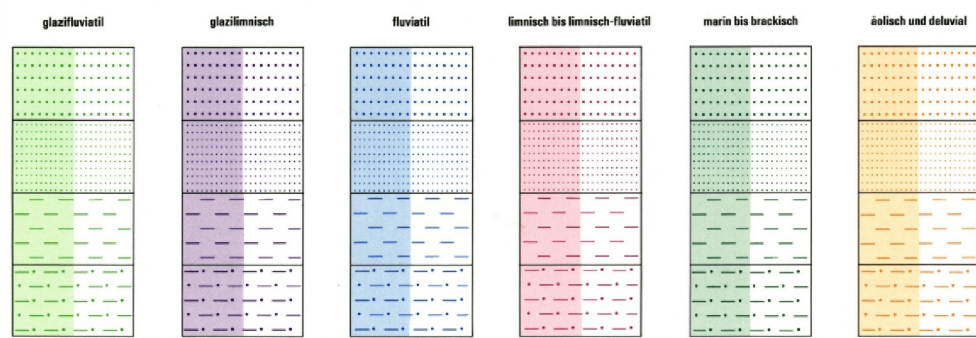 glazifluviatil
glazilimnisch
fluviatil
limnisch bis limnisch-fluviatil
marin bis brackisch
äolisch und deluvial